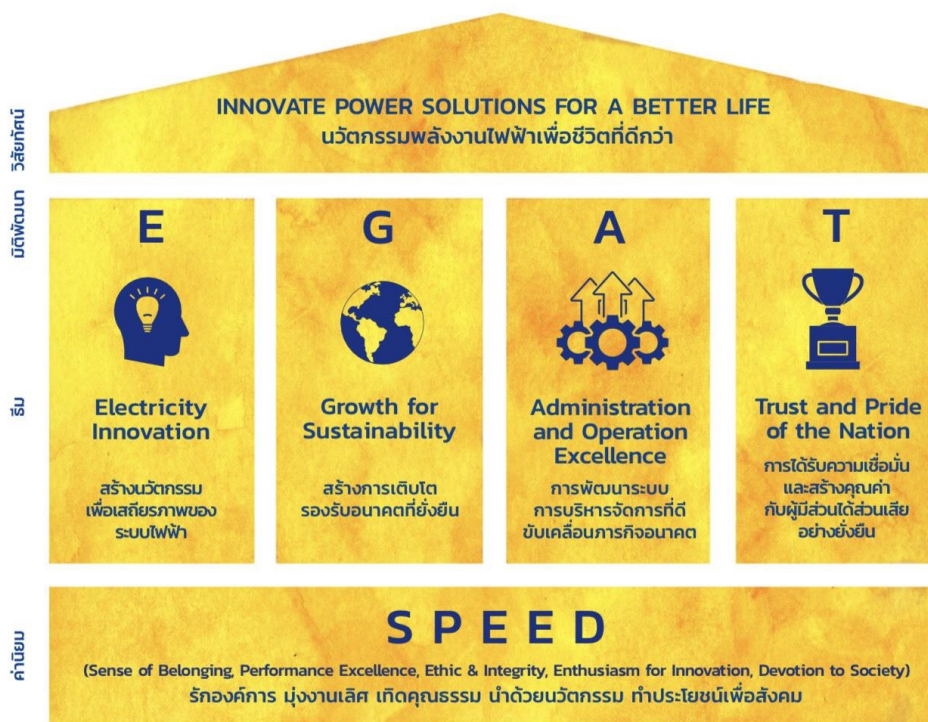 วิสัยทัศน์
INNOVATE POWER SOLUTIONS FOR A BETTER LIFE
นวัตกรรมพลังงานไฟฟ้าเพื่อชีวิตที่ดีกว่า
มิติพัฒนา
E
G
A
T
ธีม
Electricity
Innovation
สร้างนวัตกรรม
เพื่อเสถียรภาพของ
ระบบไฟฟ้า
Growth for
Sustainability
สร้างการเติบโต
รองรับอนาคตที่ยั่งยืน
Administration
and Operation
Excellence
การพัฒนาระบบ
การบริหารจัดการที่ดี
ขับเคลื่อนภารกิจอนาคต
Trust and Pride
of the Nation
การได้รับความเชื่อมั่น
และสร้างคุณค่า
กับผู้มีส่วนได้ส่วนเสีย
อย่างยั่งยืน
ค่านิยม
SPEED
(Sense of Belonging, Performance Excellence, Ethic & Integrity, Enthusiasm for Innovation, Devotion to Society)
รักองค์การ มุ่งงานเลิศ เทิดคุณธรรม นำด้วยนวัตกรรม ทำประโยชน์เพื่อสังคม